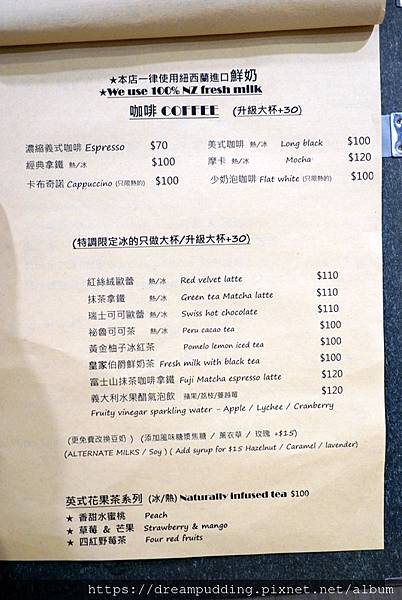 ★本店一律使用紐西蘭進口鮮奶
★We use 100% NZ fresh milk
咖啡 COFFEE (升級大杯+30)
濃縮義式咖啡 Espresso $70 美式咖啡 熱/冰 Long black $100
經典拿鐵 熱/冰 $100 摩卡 熱/冰 Mocha $120
卡布奇諾 Cappuccino (只限熱的) $100 少奶泡咖啡 Flat white (只限熱的) $100
(特調限定冰的只做大杯/升級大杯+30)
紅絲絨歐蕾 熱/冰 Red velvet latte $110
抹茶拿鐵 熱/冰 Green tea Matcha latte $110
瑞士可可歐蕾 熱/冰 Swiss hot chocolate $110
祕魯可可茶 熱/冰 Peru cacao tea $100
黃金柚子冰紅茶 Pomelo lemon iced tea $100
皇家伯爵鮮奶茶 Fresh milk with black tea $100
富士山抹茶咖啡拿鐵 Fuji Matcha espresso latte $120
義大利水果醋氣泡飲 蘋果/荔枝/蔓越莓 $120
Fruity vinegar sparkling water - Apple / Lychee / Cranberry
(更免費改換豆奶) (添加風味糖漿焦糖 / 薰衣草 / 玫瑰 +$15)
(ALTERNATE MILKS / Soy) (Add syrup for $15 Hazelnut / Caramel / lavender)
英式花果茶系列 (冰/熱) Naturally infused tea $100
★ 香甜水蜜桃 Peach
★ 草莓 & 芒果 Strawberry & mango
★ 四紅野莓茶 Four red fruits
https://dreampudding.pixnet.net/album